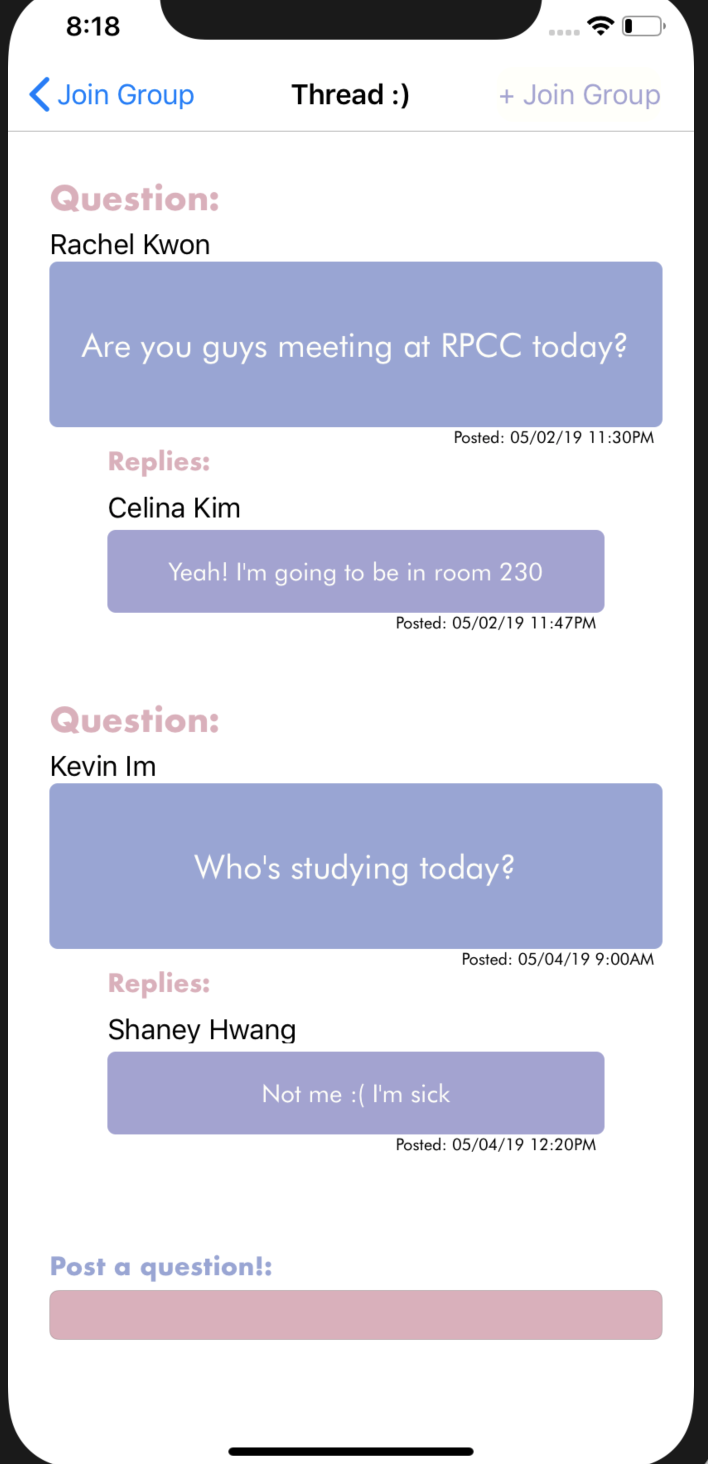 8:18
Join Group
Thread :)
+ Join Group
Question:
Rachel Kwon
Are you guys meeting at RPCC today?
Posted: 05/02/19 11:30PM
Replies:
Celina Kim
Yeah! I'm going to be in room 230
Posted: 05/02/19 11:47PM
Question:
Kevin Im
Who's studying today?
Posted: 05/04/19 9:00AM
Replies:
Shaney Hwang
Not me :( I'm sick
Posted: 05/04/19 12:20PM
Post a question!: